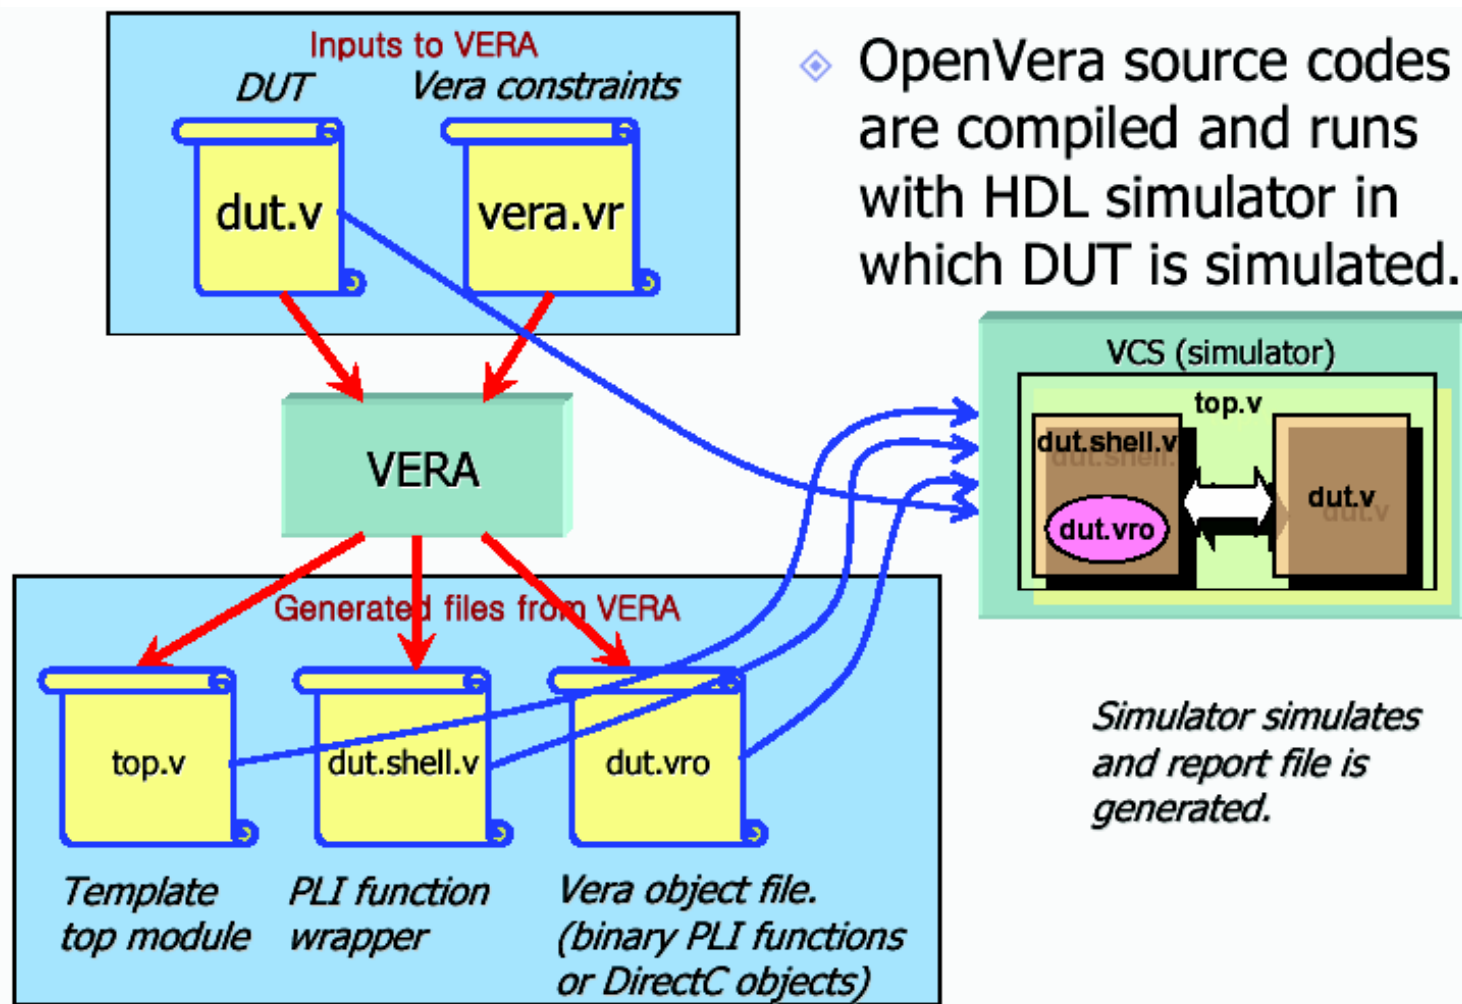 Inputs to VERA
DUT
Vera constraints
dut.v
vera.vr
OpenVera source codes
are compiled and runs
with HDL simulator in
which DUT is simulated.
VERA
VCS (simulator)
top.v
dut.shell.v
dut.shell.v
dut.vro
dut.v
dut.v
Generated files from VERA
top.v
dut.shell.v
dut.vro
Template
top module
PLI function
wrapper
Vera object file.
(binary PLI functions
or DirectC objects)
Simulator simulates
and report file is
generated.